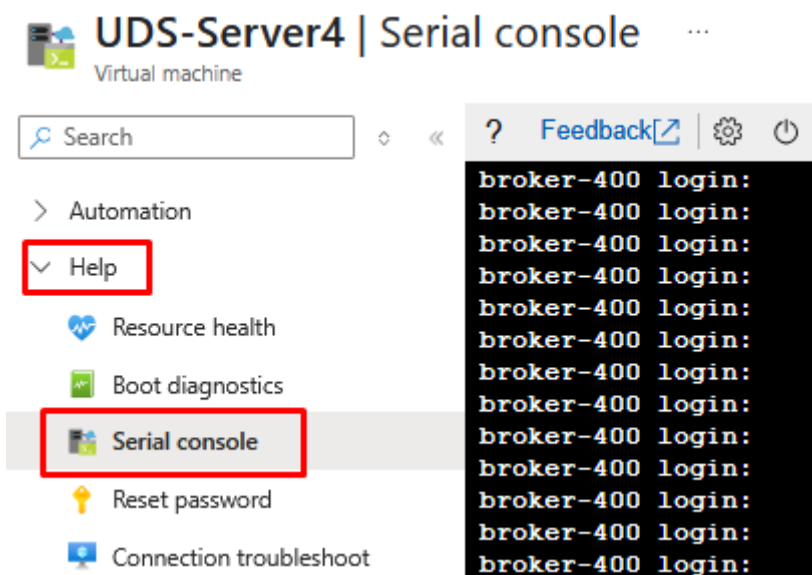 UDS-Server4 | Serial console ...
Virtual machine
Search
? Feedback
Automation
Help
Resource health
Boot diagnostics
Serial console
Reset password
Connection troubleshoot
broker-400 login:
broker-400 login:
broker-400 login:
broker-400 login:
broker-400 login:
broker-400 login:
broker-400 login:
broker-400 login:
broker-400 login:
broker-400 login:
broker-400 login:
broker-400 login:
broker-400 login: